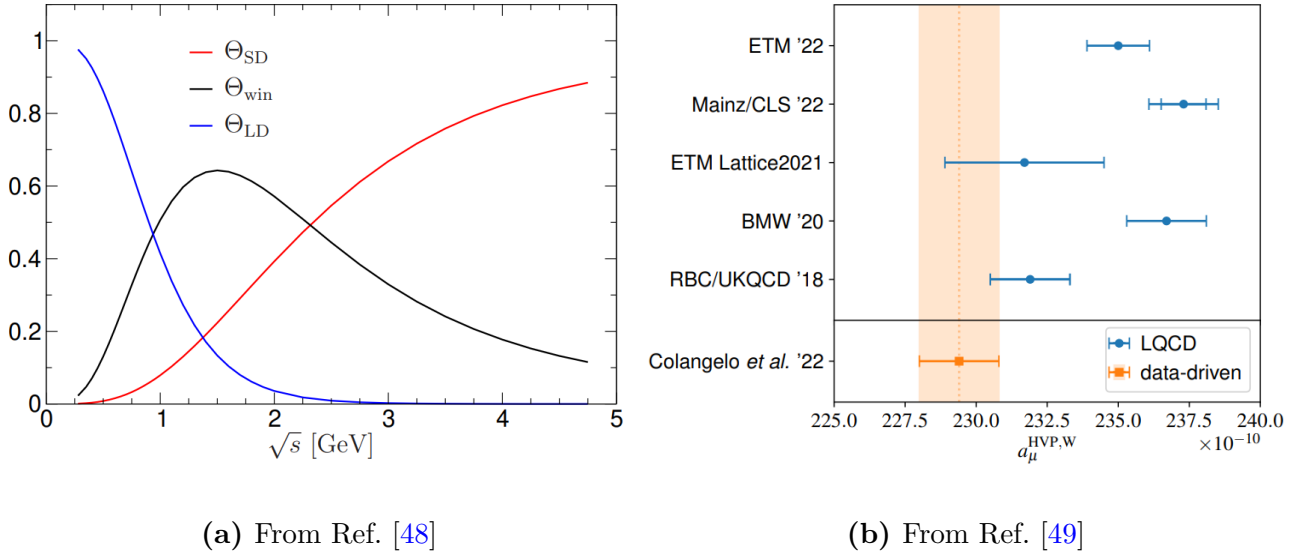 1
0.8
0.6
0.4
0.2
0
0 1 2 3 4 5
√s [GeV]
Θ_SD
Θ_win
Θ_LD
(a) From Ref. [48]
ETM '22
Mainz/CLS '22
ETM Lattice2021
BMW '20
RBC/UKQCD '18
Colangelo et al. '22
LQCD
data-driven
225.0 227.5 230.0 232.5 235.0 237.5 240.0
a_μ^HVP,W
×10^−10
(b) From Ref. [49]